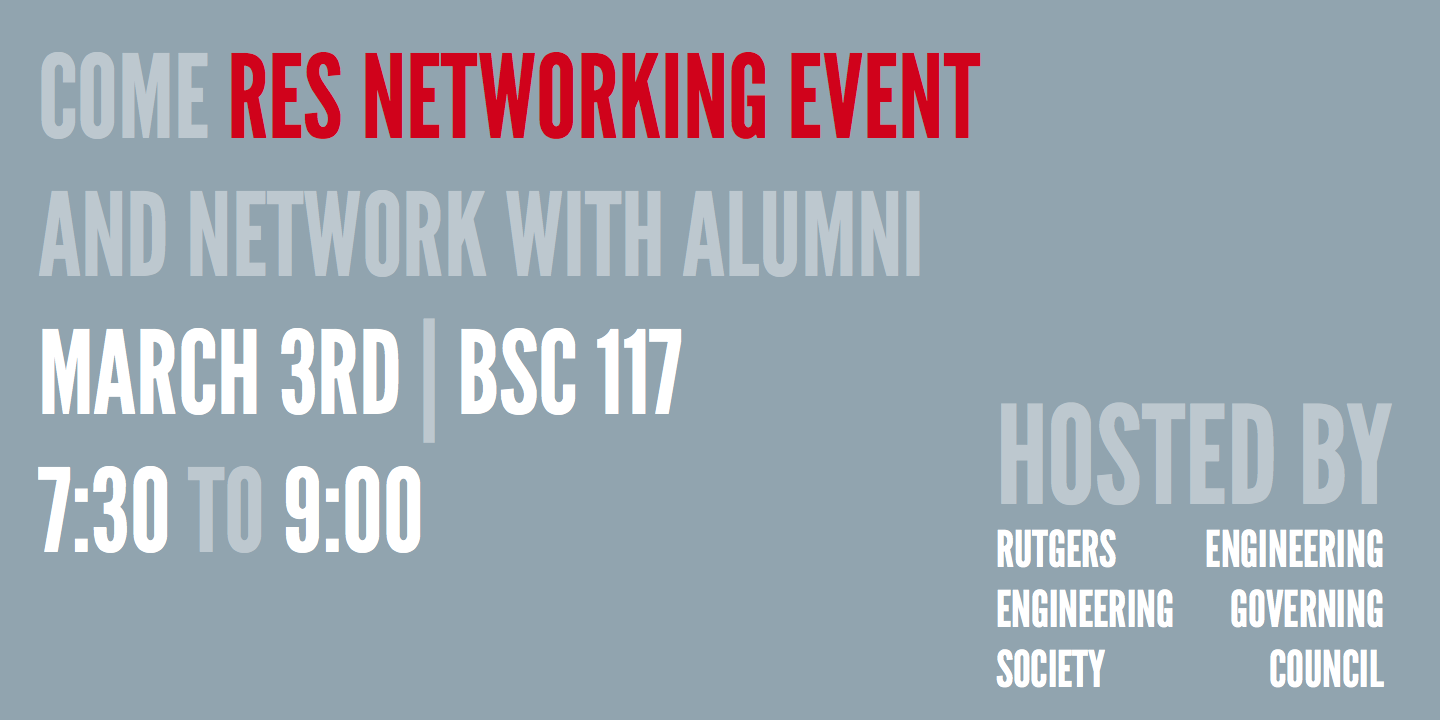 COME RES NETWORKING EVENT
AND NETWORK WITH ALUMNI
MARCH 3RD | BSC 117
7:30 TO 9:00
HOSTED BY
RUTGERS
ENGINEERING
SOCIETY
ENGINEERING
GOVERNING
COUNCIL